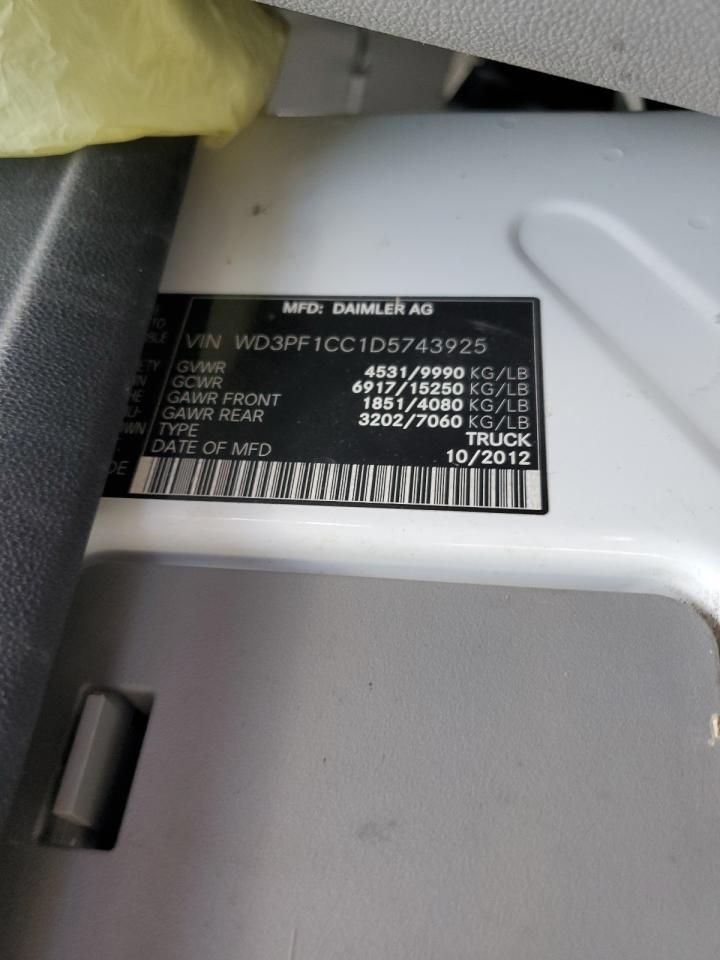 MFD: DAIMLER AG
VIN WD3PF1CC1D5743925
GVWR 4531/9990 KG/LB
GCWR 6917/15250 KG/LB
GAWR FRONT 1851/4080 KG/LB
GAWR REAR 3202/7060 KG/LB
TYPE TRUCK
DATE OF MFD 10/2012